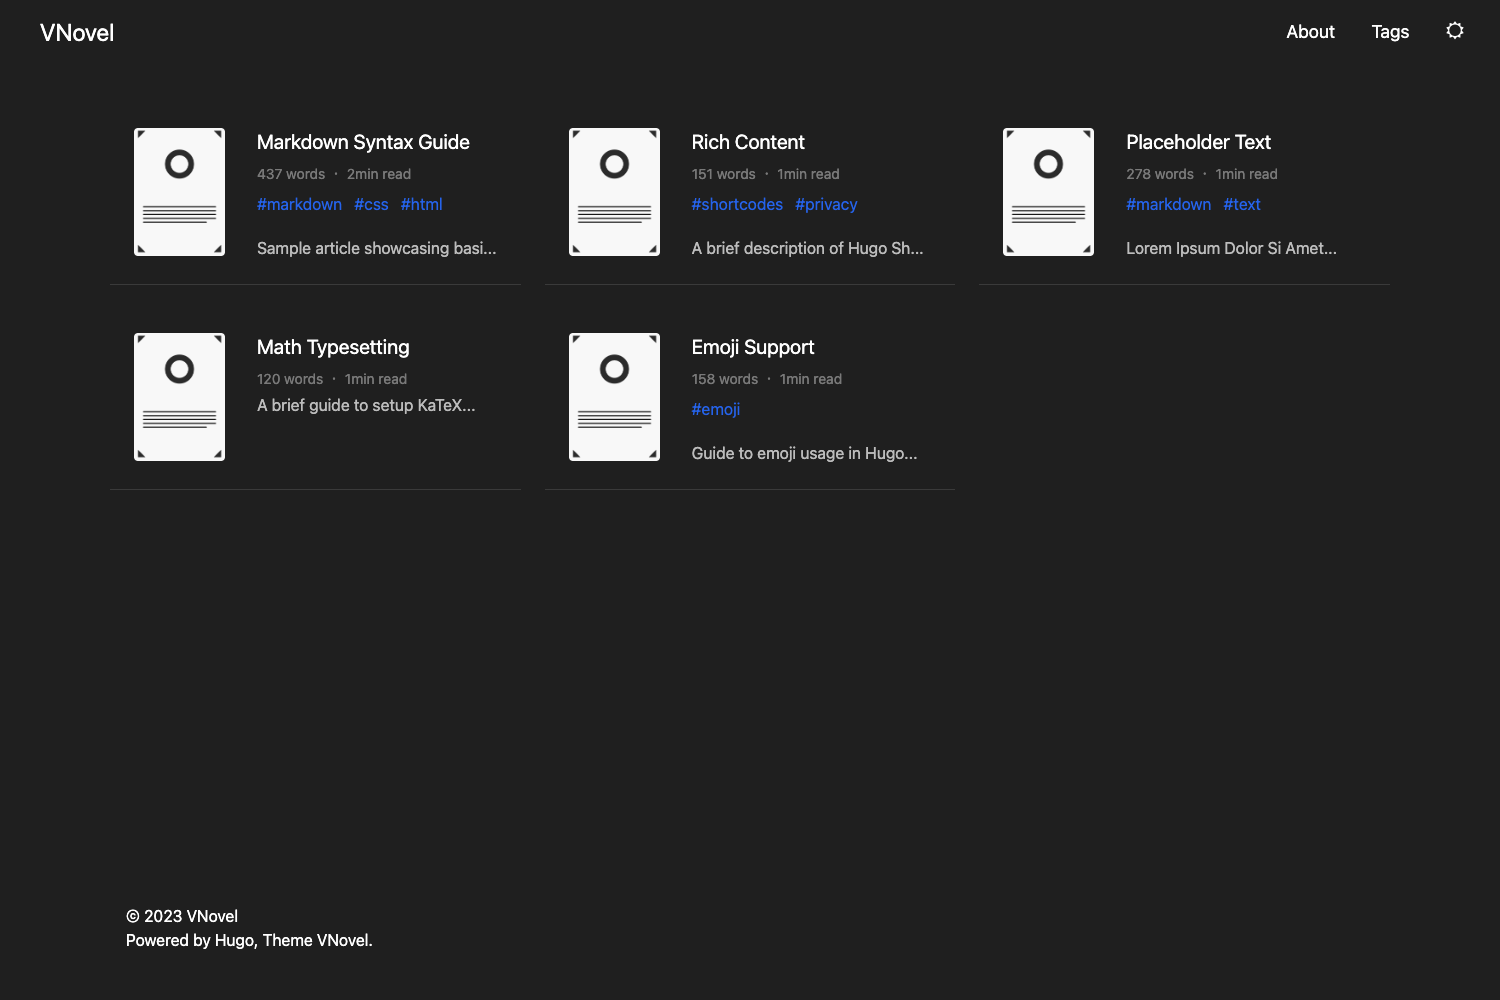 VNovel
About
Tags
Markdown Syntax Guide
437 words · 2min read
#markdown #css #html
Sample article showcasing basi...
Rich Content
151 words · 1min read
#shortcodes #privacy
A brief description of Hugo Sh...
Placeholder Text
278 words · 1min read
#markdown #text
Lorem Ipsum Dolor Si Amet...
Math Typesetting
120 words · 1min read
A brief guide to setup KaTeX...
Emoji Support
158 words · 1min read
#emoji
Guide to emoji usage in Hugo...
© 2023 VNovel
Powered by Hugo, Theme VNovel.